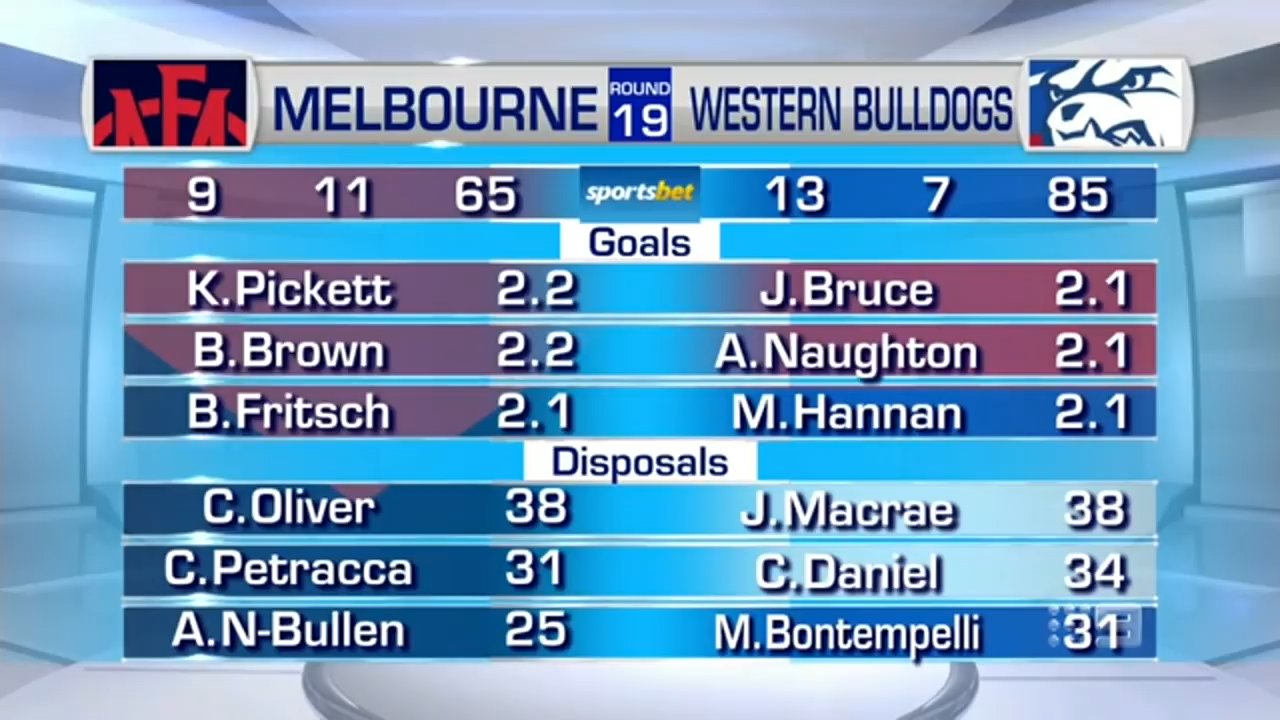 MELBOURNE ROUND 19 WESTERN BULLDOGS
9 11 65 sportsbet 13 7 85
Goals
K.Pickett 2.2 J.Bruce 2.1
B.Brown 2.2 A.Naughton 2.1
B.Fritsch 2.1 M.Hannan 2.1
Disposals
C.Oliver 38 J.Macrae 38
C.Petracca 31 C.Daniel 34
A.N-Bullen 25 M.Bontempelli 31